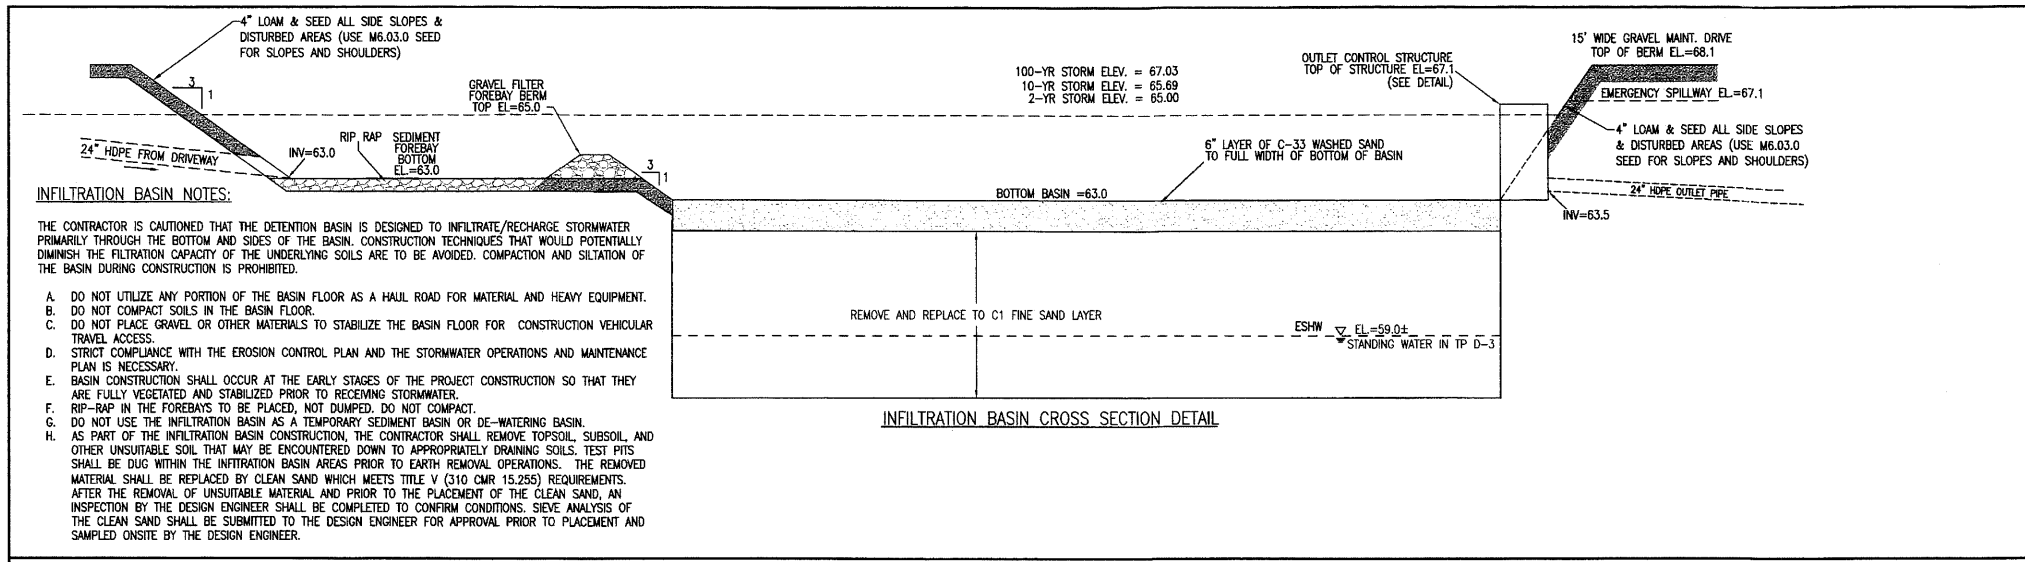 4" LOAM & SEED ALL SIDE SLOPES &
DISTURBED AREAS (USE M6.03.0 SEED
FOR SLOPES AND SHOULDERS)
3
1
GRAVEL FILTER
FOREBAY BERM
TOP EL=65.0
100-YR STORM ELEV. = 67.03
10-YR STORM ELEV. = 65.69
2-YR STORM ELEV. = 65.00
OUTLET CONTROL STRUCTURE
TOP OF STRUCTURE EL=67.1
(SEE DETAIL)
15' WIDE GRAVEL MAINT. DRIVE
TOP OF BERM EL.=68.1
EMERGENCY SPILLWAY EL=67.1
4" LOAM & SEED ALL SIDE SLOPES
& DISTURBED AREAS (USE M6.03.0
SEED FOR SLOPES AND SHOULDERS)
24" HDPE FROM DRIVEWAY
INV=63.0
RIP RAP
SEDIMENT
FOREBAY
BOTTOM
EL.=63.0
3
1
6" LAYER OF C-33 WASHED SAND
TO FULL WIDTH OF BOTTOM OF BASIN
BOTTOM BASIN =63.0
24" HDPE OUTLET PIPE
INV=63.5
REMOVE AND REPLACE TO C1 FINE SAND LAYER
ESHW
EL.=59.0±
STANDING WATER IN TP D-3
INFILTRATION BASIN CROSS SECTION DETAIL
INFILTRATION BASIN NOTES:
THE CONTRACTOR IS CAUTIONED THAT THE DETENTION BASIN IS DESIGNED TO INFILTRATE/RECHARGE STORMWATER
PRIMARILY THROUGH THE BOTTOM AND SIDES OF THE BASIN. CONSTRUCTION TECHNIQUES THAT WOULD POTENTIALLY
DIMINISH THE FILTRATION CAPACITY OF THE UNDERLYING SOILS ARE TO BE AVOIDED. COMPACTION AND SILTATION OF
THE BASIN DURING CONSTRUCTION IS PROHIBITED.
A. DO NOT UTILIZE ANY PORTION OF THE BASIN FLOOR AS A HAUL ROAD FOR MATERIAL AND HEAVY EQUIPMENT.
B. DO NOT COMPACT SOILS IN THE BASIN FLOOR.
C. DO NOT PLACE GRAVEL OR OTHER MATERIALS TO STABILIZE THE BASIN FLOOR FOR CONSTRUCTION VEHICULAR
TRAVEL ACCESS.
D. STRICT COMPLIANCE WITH THE EROSION CONTROL PLAN AND THE STORMWATER OPERATIONS AND MAINTENANCE
PLAN IS NECESSARY.
E. BASIN CONSTRUCTION SHALL OCCUR AT THE EARLY STAGES OF THE PROJECT CONSTRUCTION SO THAT THEY
ARE FULLY VEGETATED AND STABILIZED PRIOR TO RECEIVING STORMWATER.
F. RIP-RAP IN THE FOREBAYS TO BE PLACED, NOT DUMPED. DO NOT COMPACT.
G. DO NOT USE THE INFILTRATION BASIN AS A TEMPORARY SEDIMENT BASIN OR DE-WATERING BASIN.
H. AS PART OF THE INFILTRATION BASIN CONSTRUCTION, THE CONTRACTOR SHALL REMOVE TOPSOIL, SUBSOIL, AND
OTHER UNSUITABLE SOIL THAT MAY BE ENCOUNTERED DOWN TO APPROPRIATELY DRAINING SOILS. TEST PITS
SHALL BE DUG WITHIN THE INFITRATION BASIN AREAS PRIOR TO EARTH REMOVAL OPERATIONS. THE REMOVED
MATERIAL SHALL BE REPLACED BY CLEAN SAND WHICH MEETS TITLE V (310 CMR 15.255) REQUIREMENTS.
AFTER THE REMOVAL OF UNSUITABLE MATERIAL AND PRIOR TO THE PLACEMENT OF THE CLEAN SAND, AN
INSPECTION BY THE DESIGN ENGINEER SHALL BE COMPLETED TO CONFIRM CONDITIONS. SIEVE ANALYSIS OF
THE CLEAN SAND SHALL BE SUBMITTED TO THE DESIGN ENGINEER FOR APPROVAL PRIOR TO PLACEMENT AND
SAMPLED ONSITE BY THE DESIGN ENGINEER.